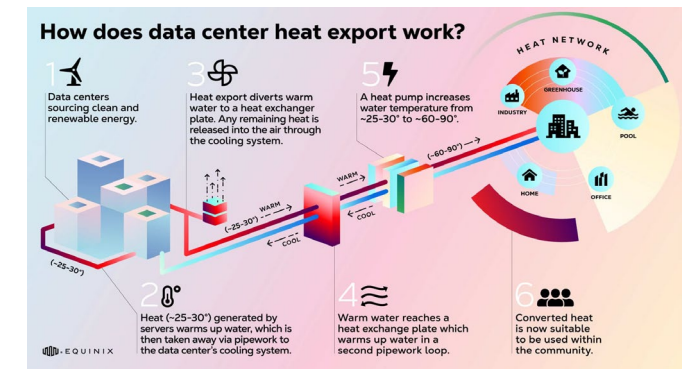 How does data center heat export work?
1
Data centers
sourcing clean and
renewable energy.
3
Heat export diverts warm
water to a heat exchanger
plate. Any remaining heat is
released into the air through
the cooling system.
5
A heat pump increases
water temperature from
~25-30° to ~60-90°.
HEAT NETWORK
GREENHOUSE
INDUSTRY
POOL
HOME
OFFICE
(~60-90°)
WARM
COOL
(~25-30°)
WARM
COOL
(~25-30°)
2
Heat (~25-30°) generated by
servers warms up water, which is
then taken away via pipework to
the data center's cooling system.
4
Warm water reaches a
heat exchange plate which
warms up water in a
second pipework loop.
6
Converted heat
is now suitable
to be used within
the community.
EQUINIX